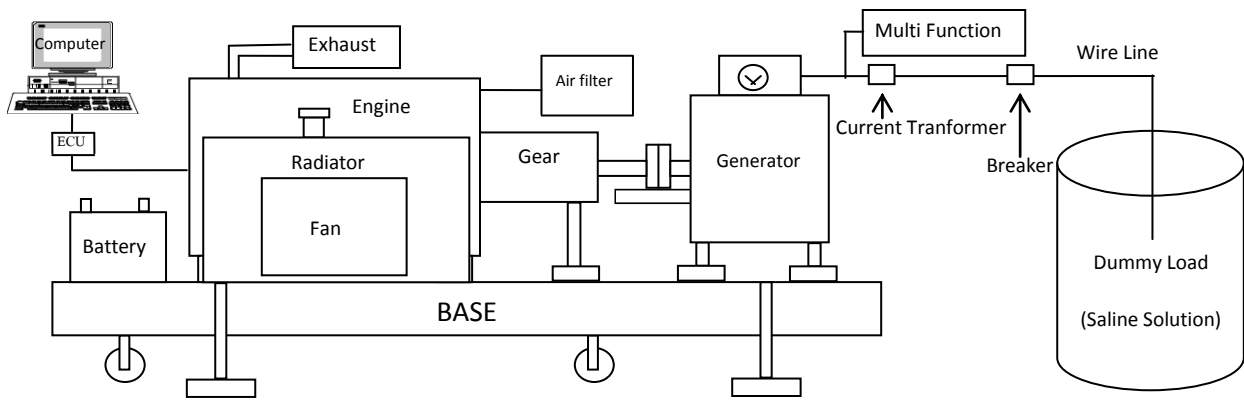 Computer
ECU
Exhaust
Engine
Radiator
Fan
Battery
Air filter
Gear
Generator
Multi Function
Wire Line
Current Tranformer
Breaker
Dummy Load
(Saline Solution)
BASE